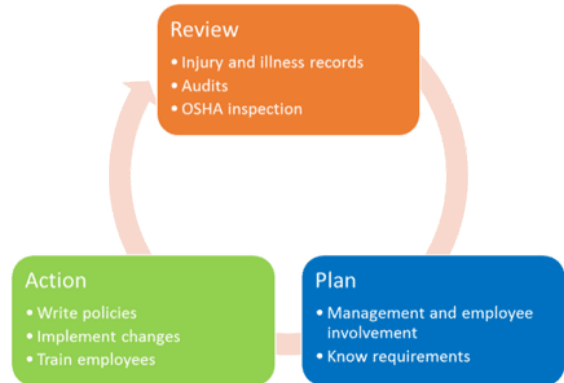 Review
• Injury and illness records
• Audits
• OSHA inspection
Action
• Write policies
• Implement changes
• Train employees
Plan
• Management and employee
involvement
• Know requirements